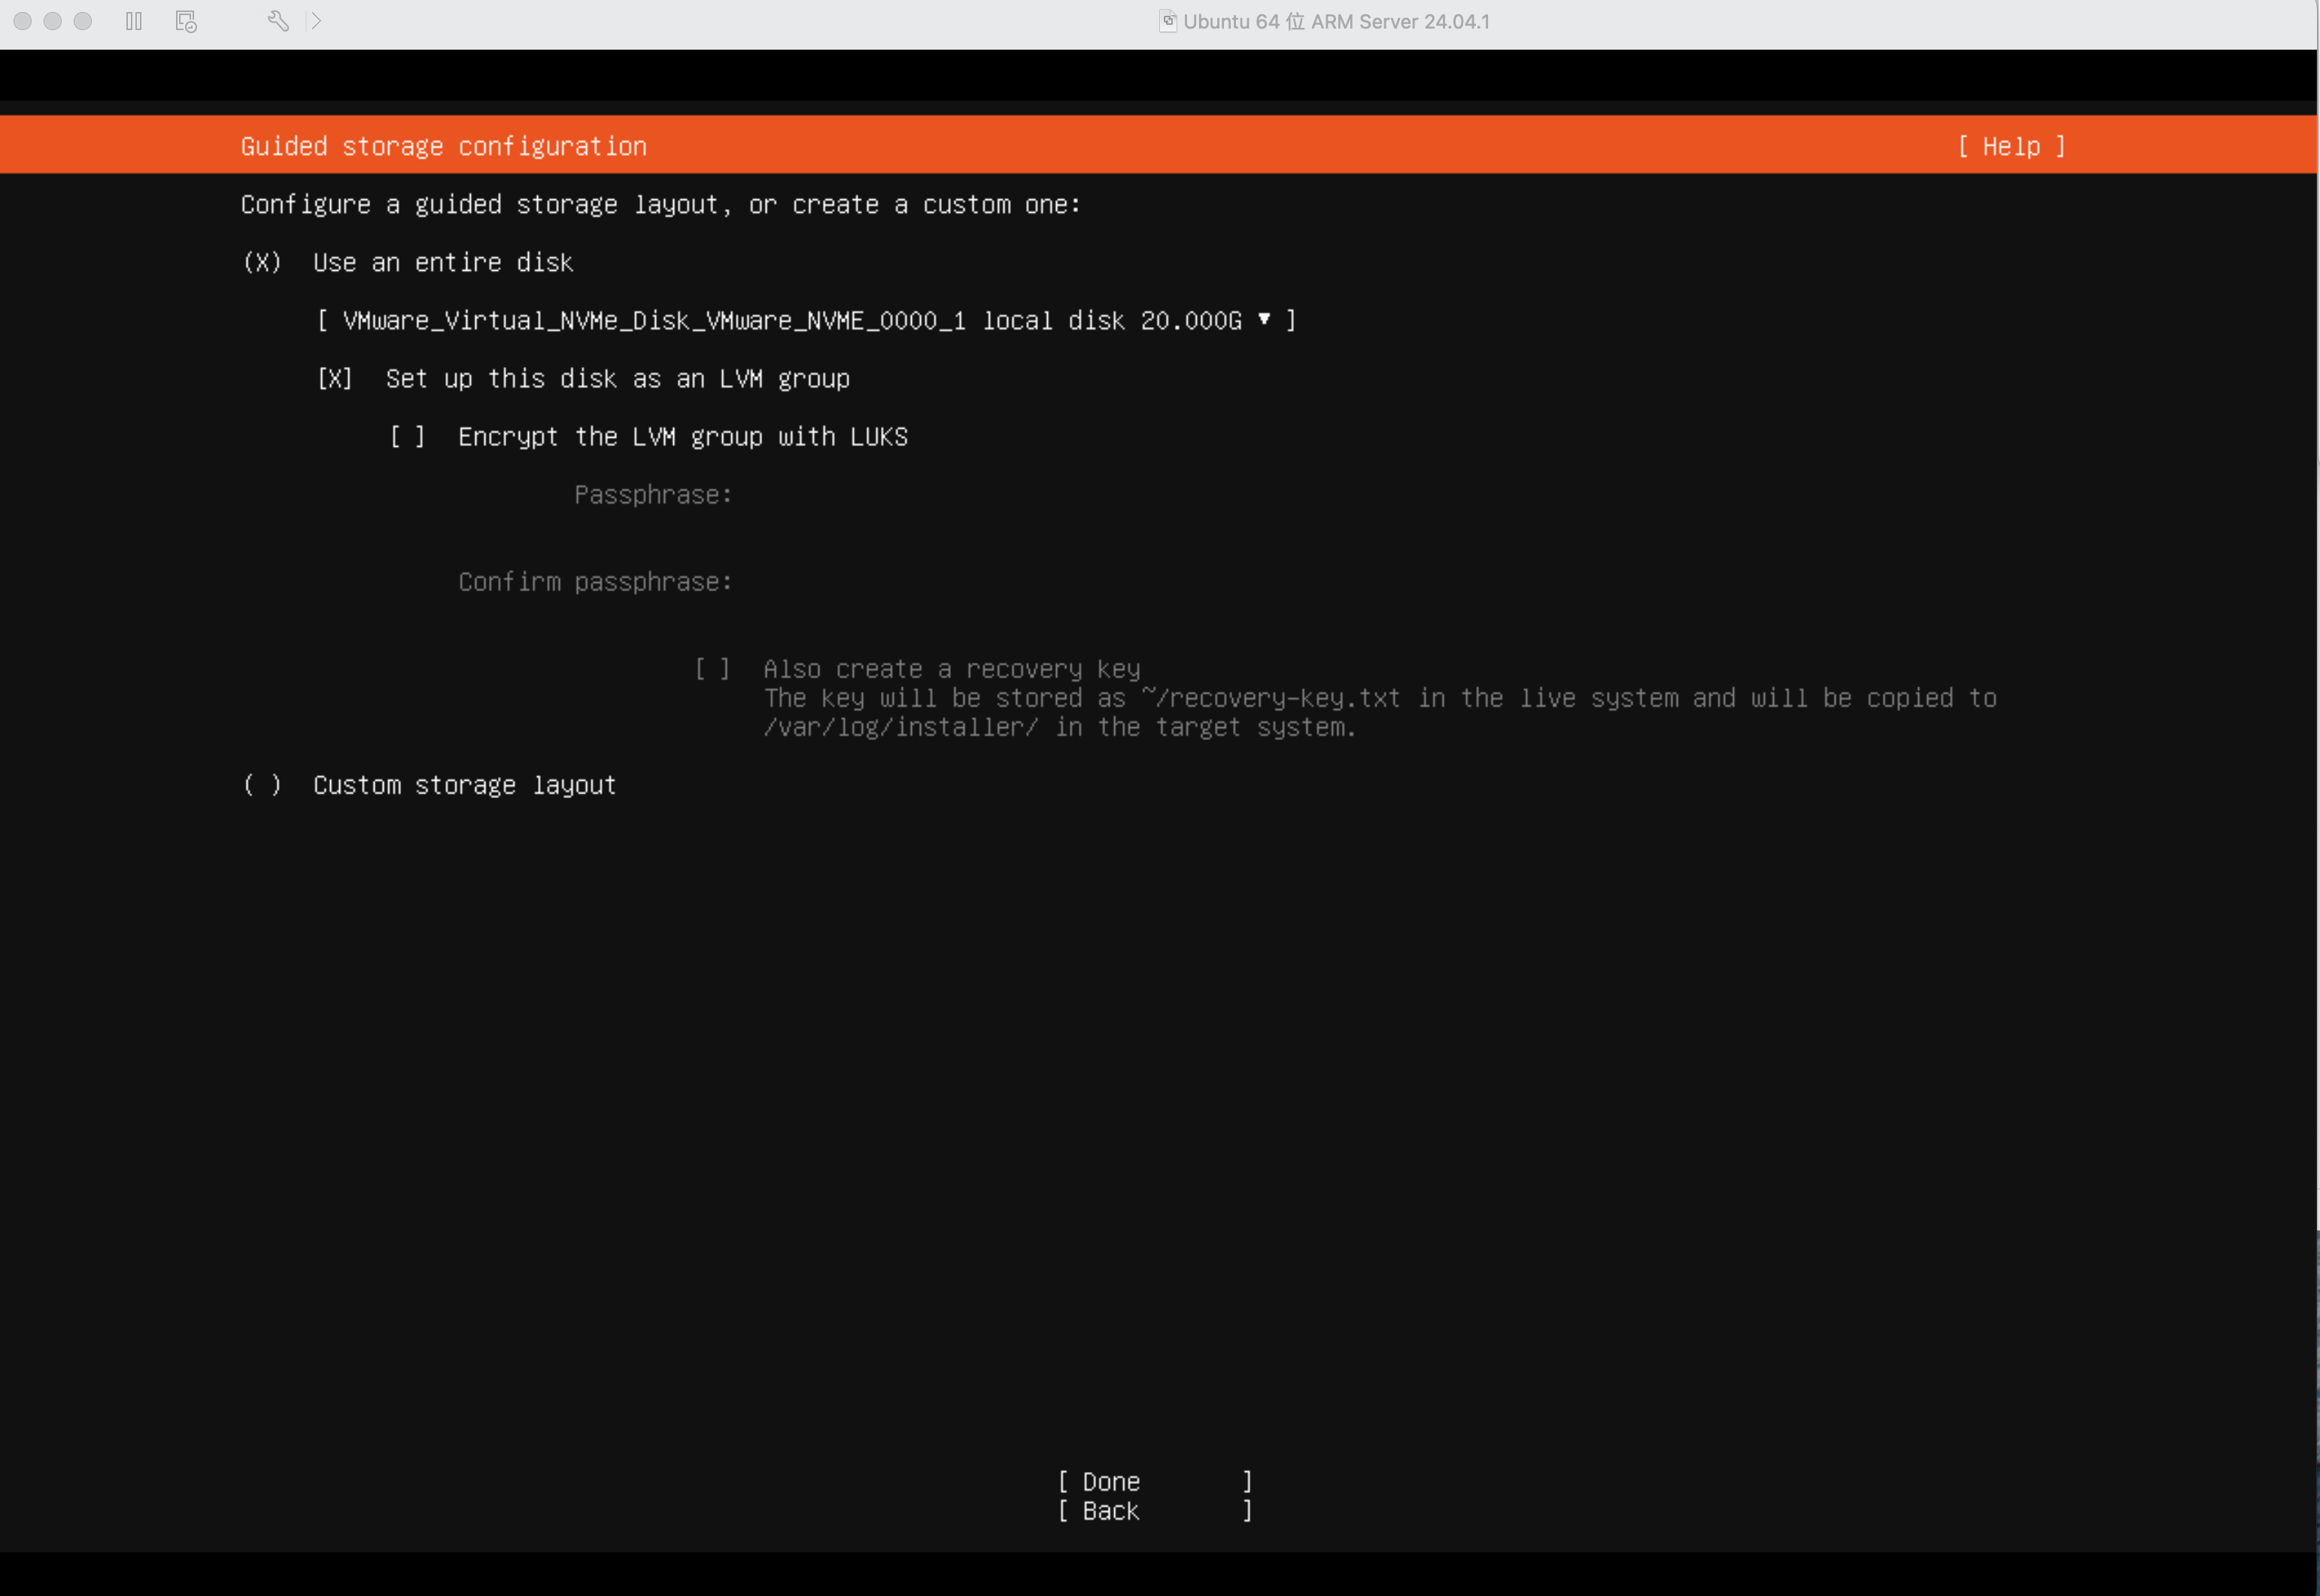 Ubuntu 64 位 ARM Server 24.04.1
Guided storage configuration [ Help ]
Configure a guided storage layout, or create a custom one:
(X) Use an entire disk
[ VMware_Virtual_NVMe_Disk_VMware_NVME_0000_1 local disk 20.000G ▾ ]
[X] Set up this disk as an LVM group
[ ] Encrypt the LVM group with LUKS
Passphrase:
Confirm passphrase:
[ ] Also create a recovery key
The key will be stored as ~/recovery-key.txt in the live system and will be copied to
/var/log/installer/ in the target system.
( ) Custom storage layout
[ Done ]
[ Back ]